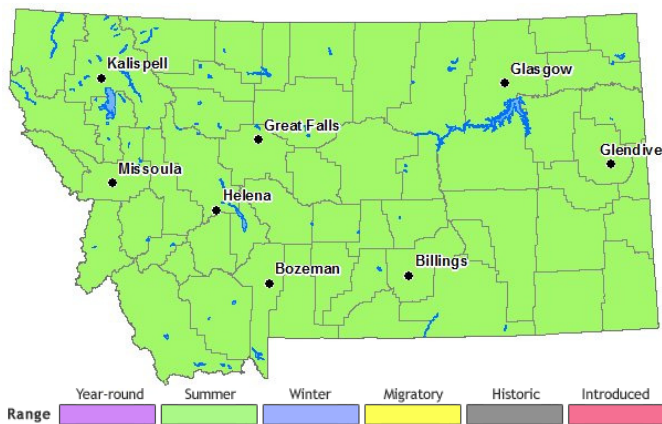 Kalispell
Glasgow
Great Falls
Glendive
Missoula
Helena
Bozeman
Billings
Year-round Summer Winter Migratory Historic Introduced
Range